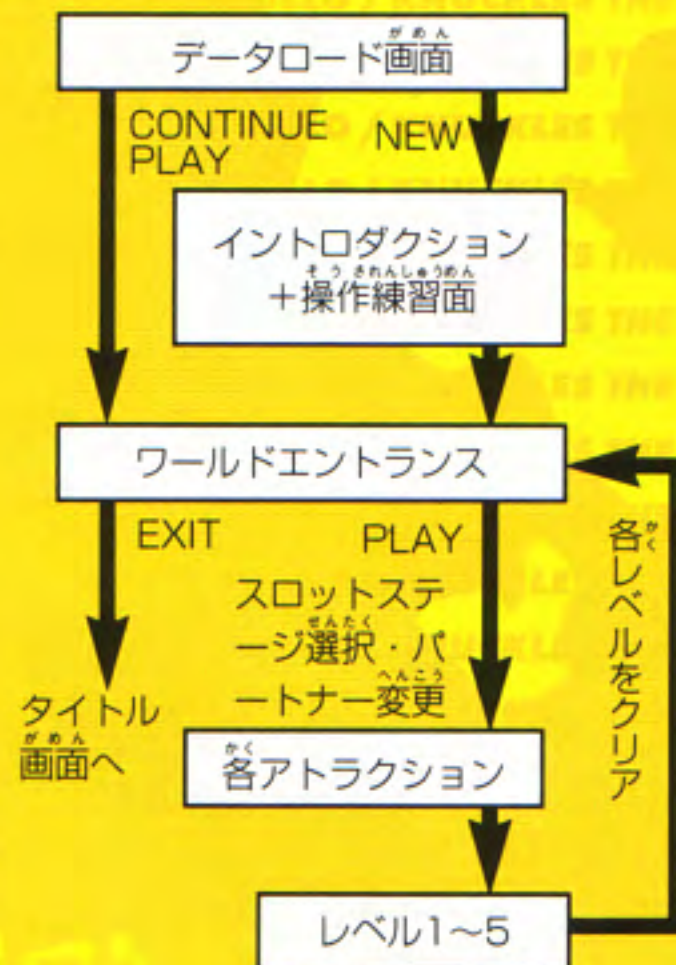 データロード画面
CONTINUE
PLAY
NEW
イントロダクション
+操作練習面
ワールドエントランス
EXIT
PLAY
スロットステ
ージ選択・パ
ートナー変更
タイトル
画面へ
各アトラクション
レベル1〜5
各レベルをクリア